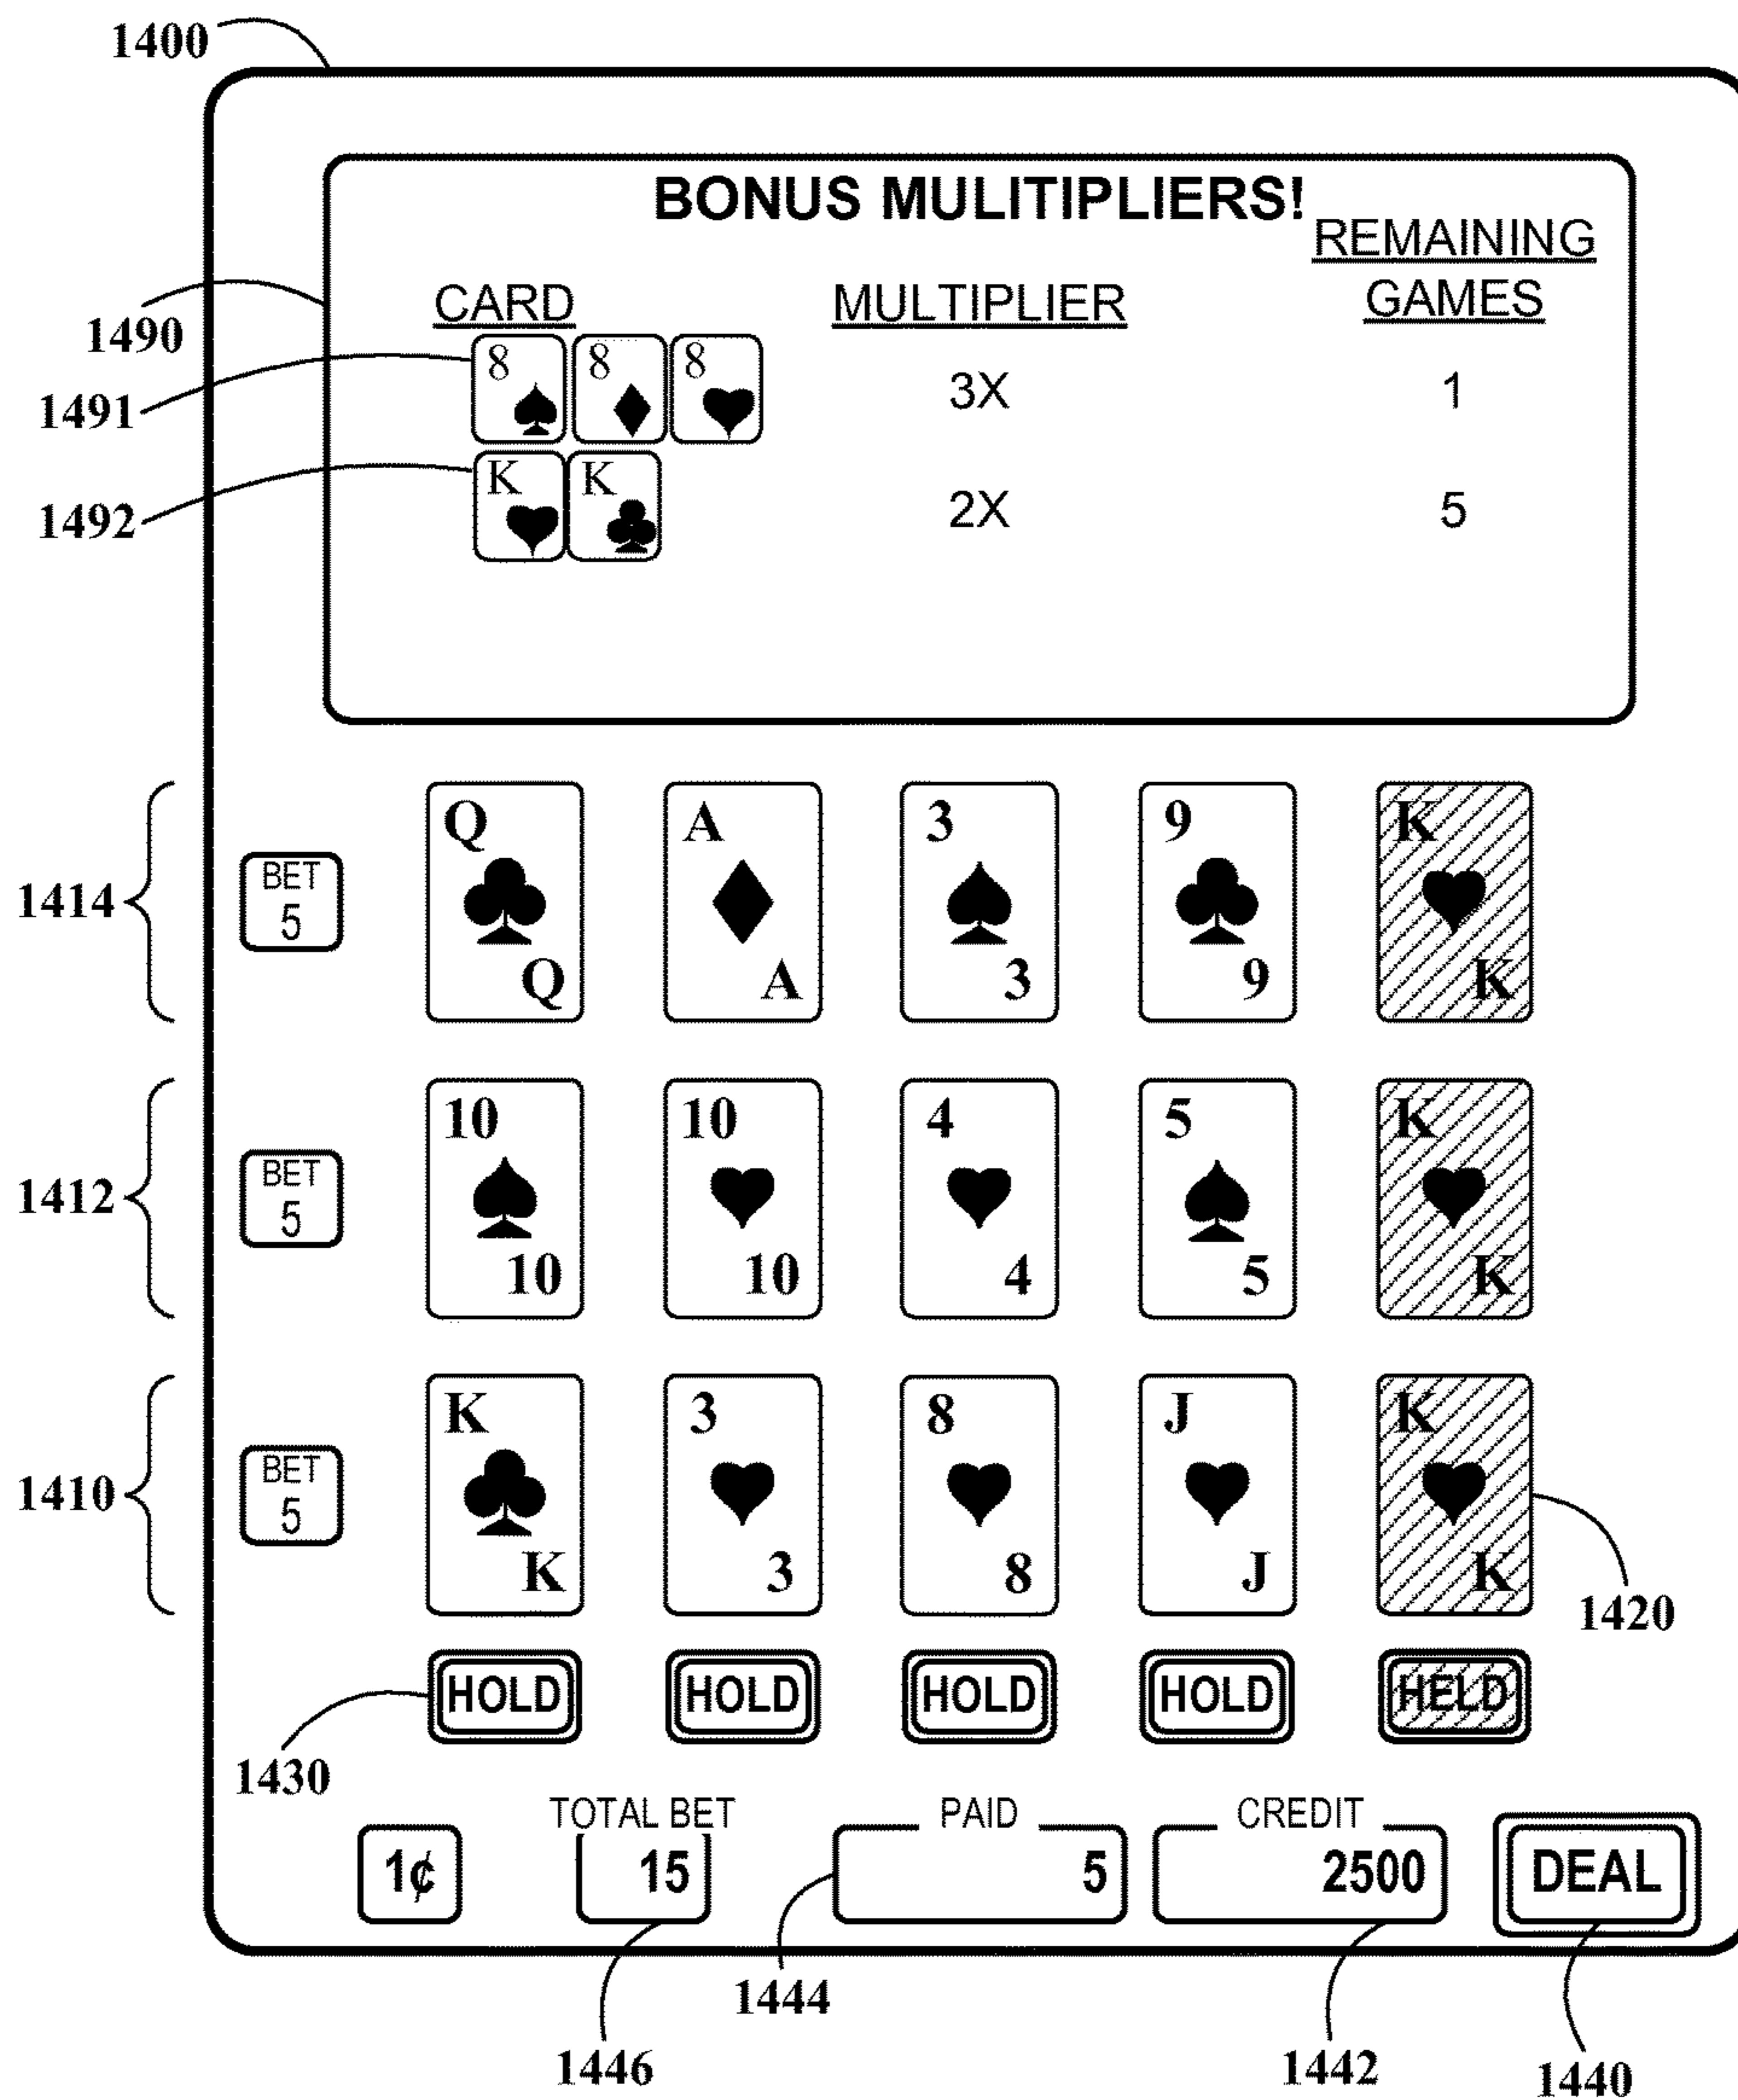 1400
BONUS MULITIPLIERS!
REMAINING
CARD MULTIPLIER GAMES
1490
8 8 8 3X 1
1491
K K 2X 5
1492
Q A 3 9 K
BET
1414
5
Q A 3 9 K
10 10 4 5 K
BET
1412
5
10 10 4 5 K
K 3 8 J K
BET
1410
5
K 3 8 J K
1420
HOLD HOLD HOLD HOLD HELD
1430
TOTAL BET PAID CREDIT
1¢ 15 5 2500 DEAL
1444
1446 1442 1440